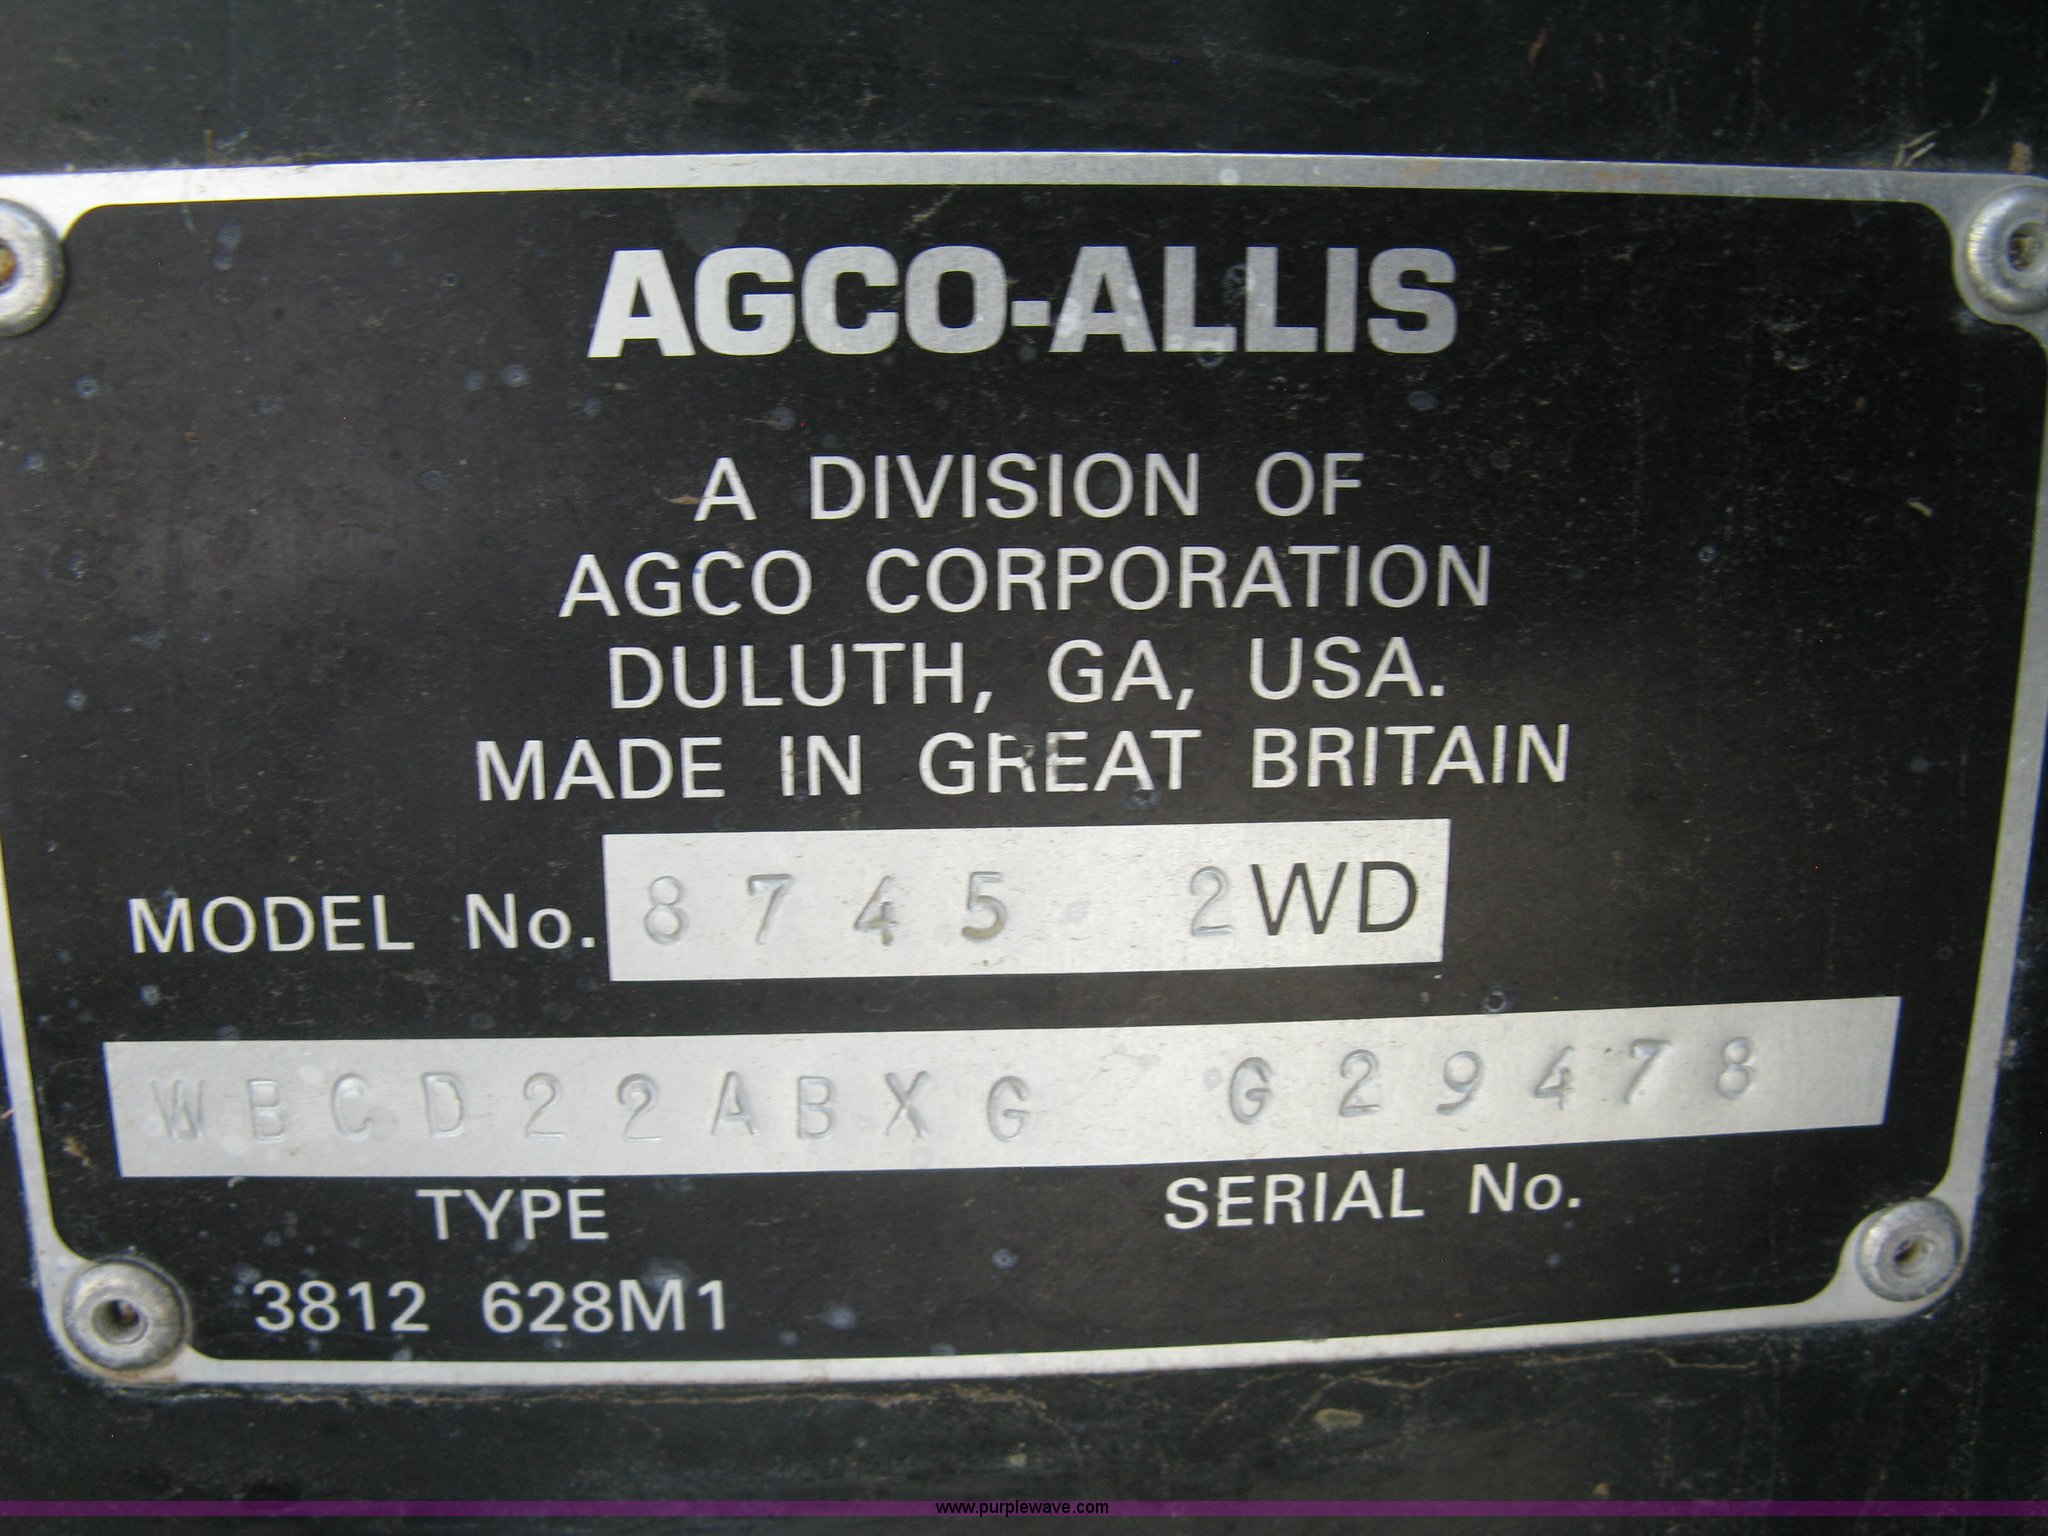 AGCO-ALLIS
A DIVISION OF
AGCO CORPORATION
DULUTH, GA, USA.
MADE IN GREAT BRITAIN
MODEL No. 8745 2WD
WBCD22ABXG G29478
TYPE SERIAL No.
3812 628M1
www.purplewave.com